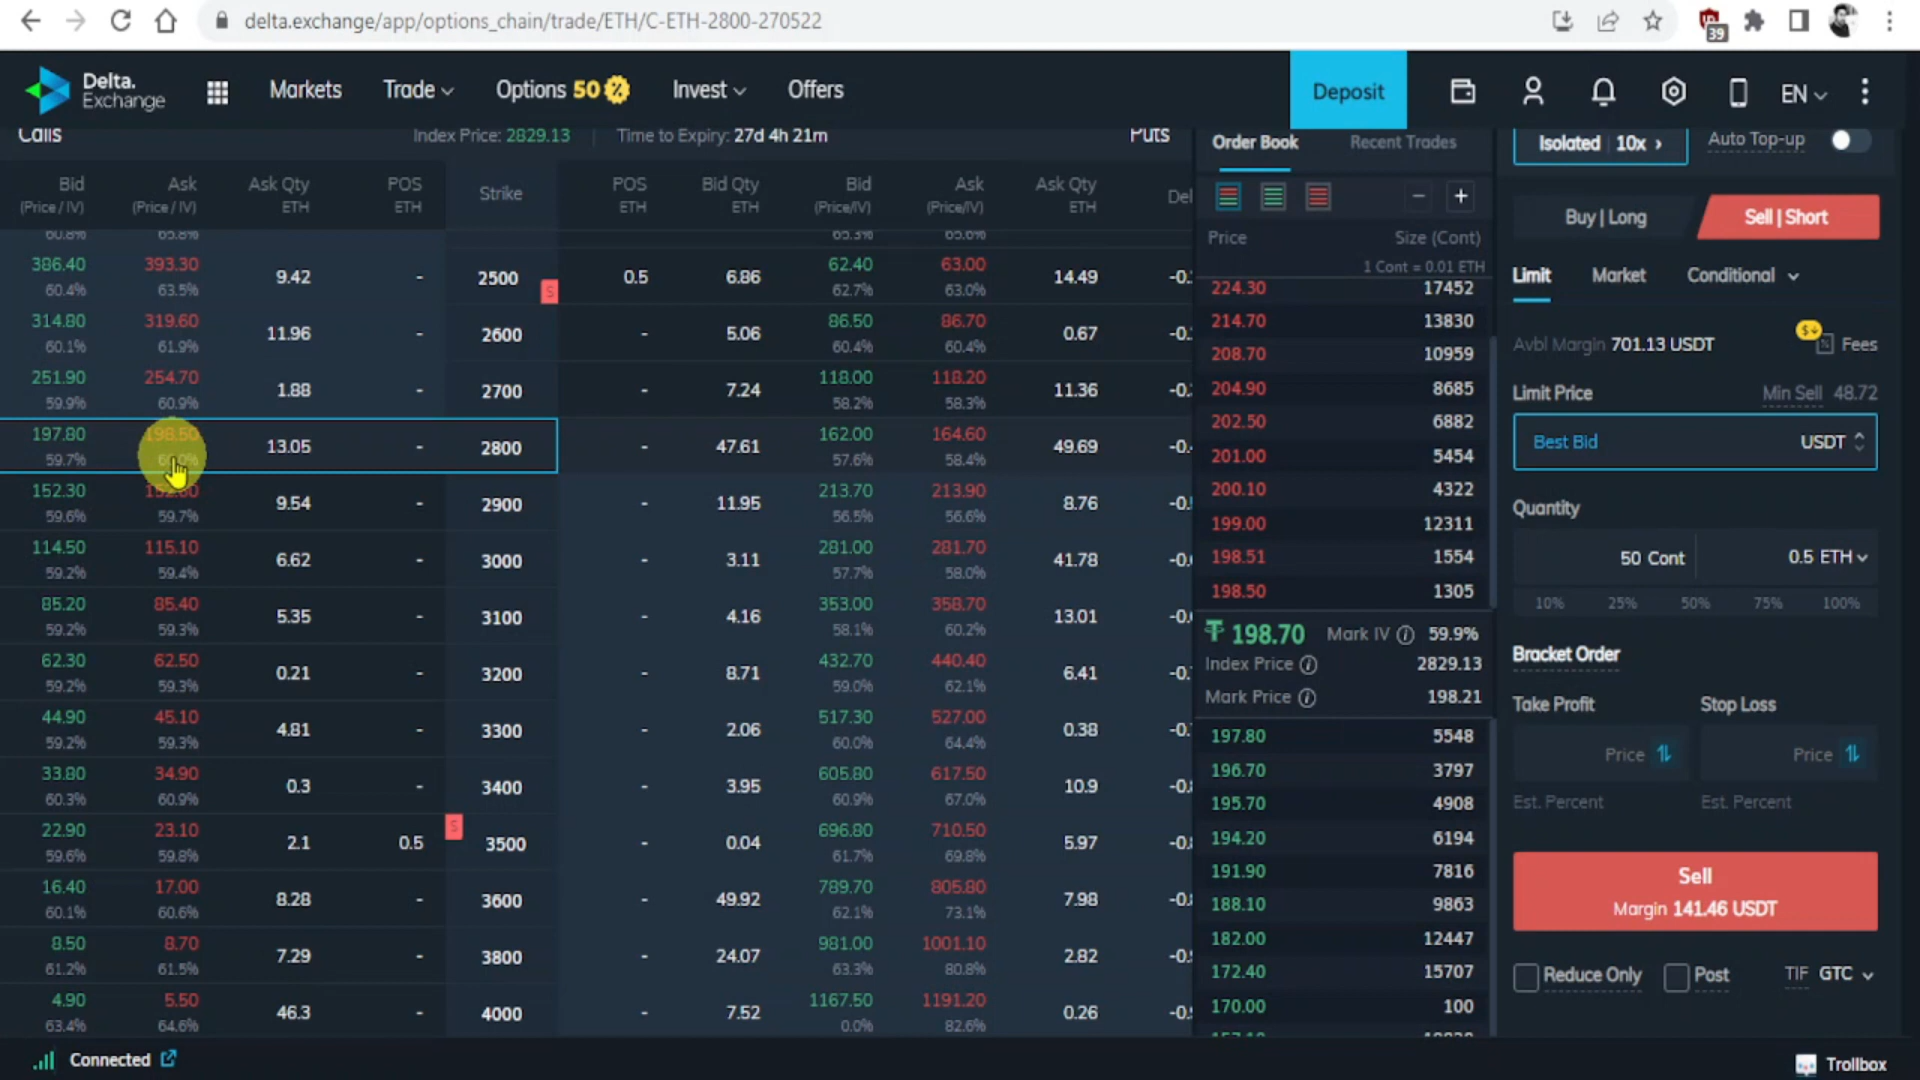 delta.exchange/app/options_chain/trade/ETH/C-ETH-2800-270522
39
Delta.
Exchange
Markets
Trade
Options 50
Invest
Offers
Deposit
EN
Calls
Index Price: 2829.13
Time to Expiry: 27d 4h 21m
Puts
Bid (Price / IV) Ask (Price / IV) Ask Qty ETH POS ETH Strike POS ETH Bid Qty ETH Bid (Price/IV) Ask (Price/IV) Ask Qty ETH Del
60.8% 65.8% 65.3% 65.6%
386.40 393.30 9.42 - 2500 S 0.5 6.86 62.40 63.00 14.49
60.4% 63.5% 62.7% 63.0%
314.80 319.60 11.96 - 2600 - 5.06 86.50 86.70 0.67
60.1% 61.9% 60.4% 60.4%
251.90 254.70 1.88 - 2700 - 7.24 118.00 118.20 11.36
59.9% 60.9% 58.2% 58.3%
197.80 198.50 13.05 - 2800 - 47.61 162.00 164.60 49.69
59.7% 60.0% 57.6% 58.4%
152.30 9.54 - 2900 - 11.95 213.70 213.90 8.76
59.6% 59.7% 56.5% 56.6%
114.50 115.10 6.62 - 3000 - 3.11 281.00 281.70 41.78
59.2% 59.4% 57.7% 58.0%
85.20 85.40 5.35 - 3100 - 4.16 353.00 358.70 13.01
59.2% 59.3% 58.1% 60.2%
62.30 62.50 0.21 - 3200 - 8.71 432.70 440.40 6.41
59.2% 59.3% 59.0% 62.1%
44.90 45.10 4.81 - 3300 - 2.06 517.30 527.00 0.38
59.2% 59.3% 60.0% 64.4%
33.80 34.90 0.3 - 3400 - 3.95 605.80 617.50 10.9
60.3% 60.9% 60.9% 67.0%
22.90 23.10 2.1 0.5 S 3500 - 0.04 696.80 710.50 5.97
59.6% 59.8% 61.7% 69.8%
16.40 17.00 8.28 - 3600 - 49.92 789.70 805.80 7.98
60.1% 60.6% 62.1% 73.1%
8.50 8.70 7.29 - 3800 - 24.07 981.00 1001.10 2.82
61.2% 61.5% 63.3% 80.8%
4.90 5.50 46.3 - 4000 - 7.52 1167.50 1191.20 0.26
63.4% 64.6% 0.0% 82.6%
Order Book
Recent Trades
Price
Size (Cont)
1 Cont = 0.01 ETH
224.30 17452
214.70 13830
208.70 10959
204.90 8685
202.50 6882
201.00 5454
200.10 4322
199.00 12311
198.51 1554
198.50 1305
198.70
Mark IV 59.9%
Index Price 2829.13
Mark Price 198.21
197.80 5548
196.70 3797
195.70 4908
194.20 6194
191.90 7816
188.10 9863
182.00 12447
172.40 15707
170.00 100
Isolated 10x
Auto Top-up
Buy | Long
Sell | Short
Limit
Market
Conditional
Avbl Margin 701.13 USDT
Fees
Limit Price
Min Sell 48.72
Best Bid
USDT
Quantity
50 Cont
0.5 ETH
10% 25% 50% 75% 100%
Bracket Order
Take Profit
Stop Loss
Price
Price
Est. Percent
Est. Percent
Sell
Margin 141.46 USDT
Reduce Only
Post
TIF GTC
Connected
Trollbox